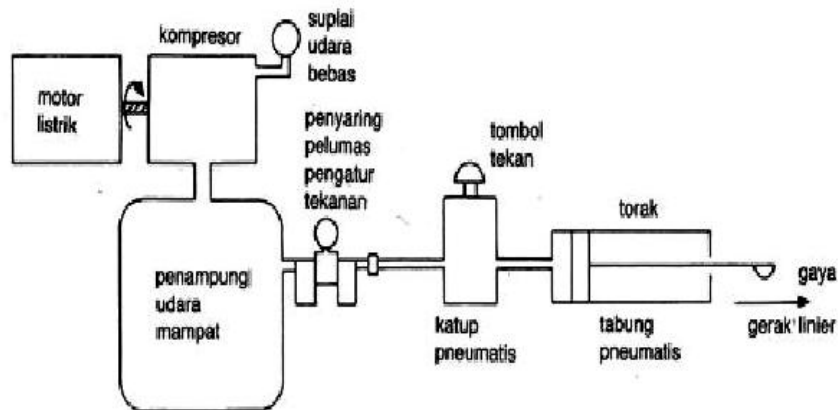 kompresor
suplai
udara
bebas
motor
listrik
penyaring
pelumas
pengatur
tekanan
tombol
tekan
torak
penampung
udara
mampat
katup
pneumatis
tabung
pneumatis
gaya
gerak linier